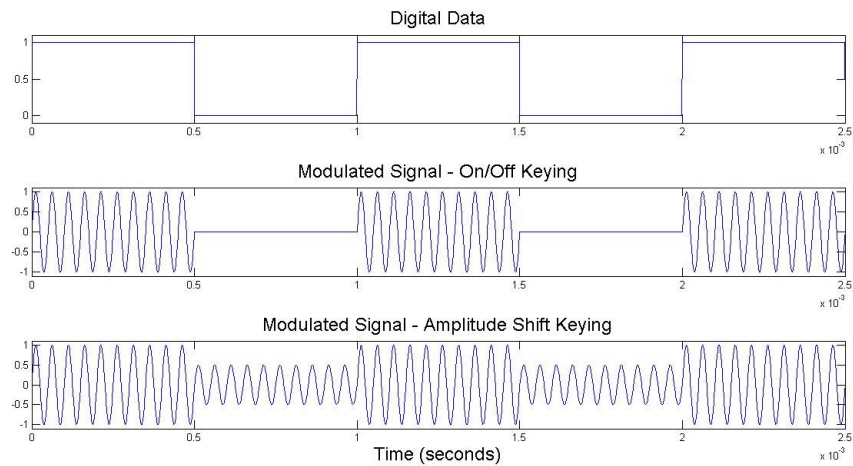 Digital Data
1
0.5
0
0 0.5 1 1.5 2 2.5
x 10⁻³
Modulated Signal - On/Off Keying
1
0.5
0
-0.5
-1
0 0.5 1 1.5 2 2.5
x 10⁻³
Modulated Signal - Amplitude Shift Keying
1
0.5
0
-0.5
-1
0 0.5 1 1.5 2 2.5
Time (seconds)
x 10⁻³